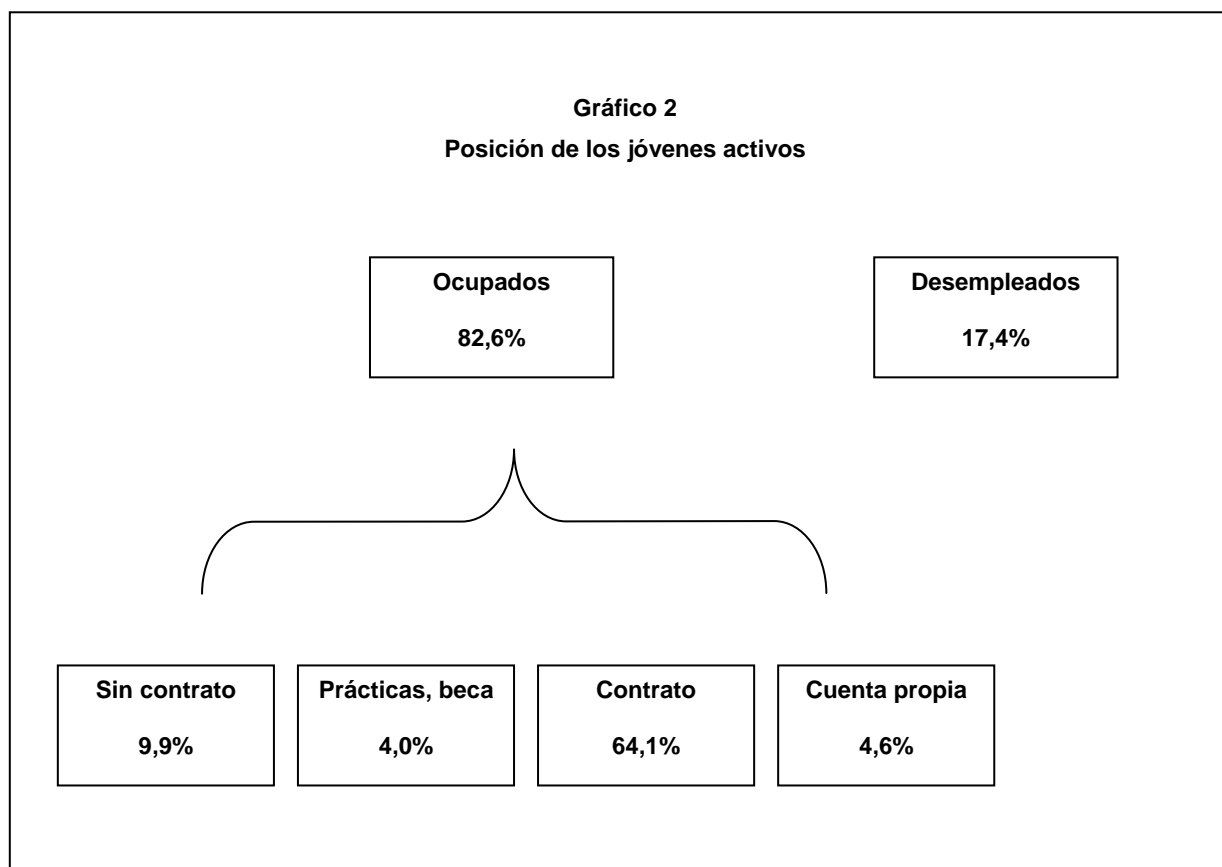 Gráfico 2
Posición de los jóvenes activos
Ocupados
82,6%
Desempleados
17,4%
Sin contrato
9,9%
Prácticas, beca
4,0%
Contrato
64,1%
Cuenta propia
4,6%